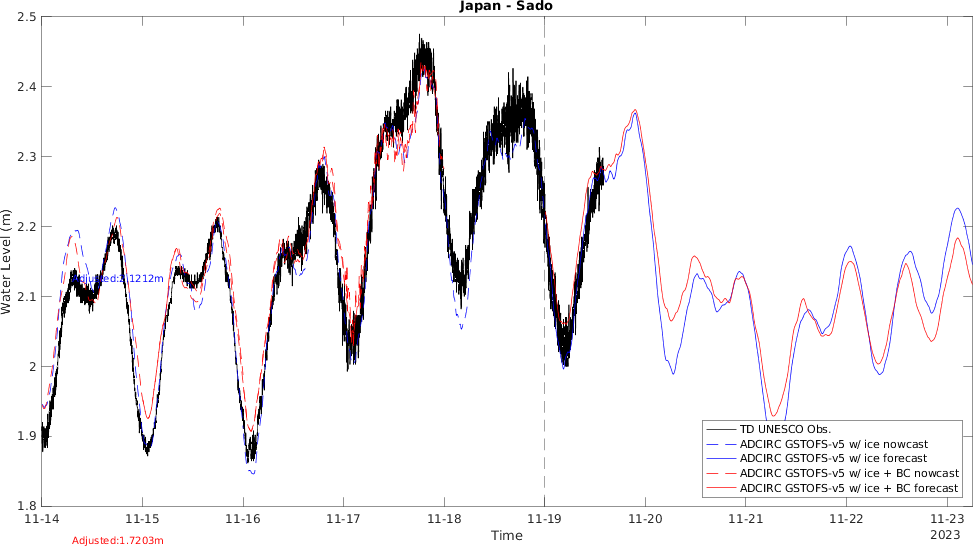 Japan - Sado
Water Level (m)
2.5
2.4
2.3
2.2
2.1
2
1.9
1.8
Adjusted:2.1212m
TD UNESCO Obs.
ADCIRC GSTOFS-v5 w/ ice nowcast
ADCIRC GSTOFS-v5 w/ ice forecast
ADCIRC GSTOFS-v5 w/ ice + BC nowcast
ADCIRC GSTOFS-v5 w/ ice + BC forecast
11-14 11-15 11-16 11-17 11-18 11-19 11-20 11-21 11-22 11-23
Time
2023
Adjusted:1.7203m